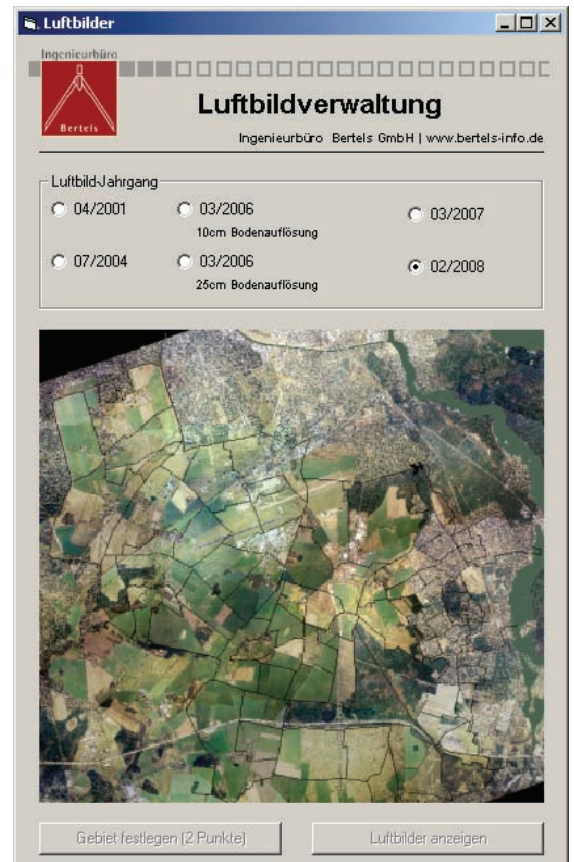 Luftbilder
Ingenieurbüro
Bertels
Luftbildverwaltung
Ingenieurbüro Bertels GmbH | www.bertels-info.de
Luftbild-Jahrgang
04/2001 03/2006 03/2007
10cm Bodenauflösung
07/2004 03/2006 02/2008
25cm Bodenauflösung
Gebiet festlegen (2 Punkte) Luftbilder anzeigen